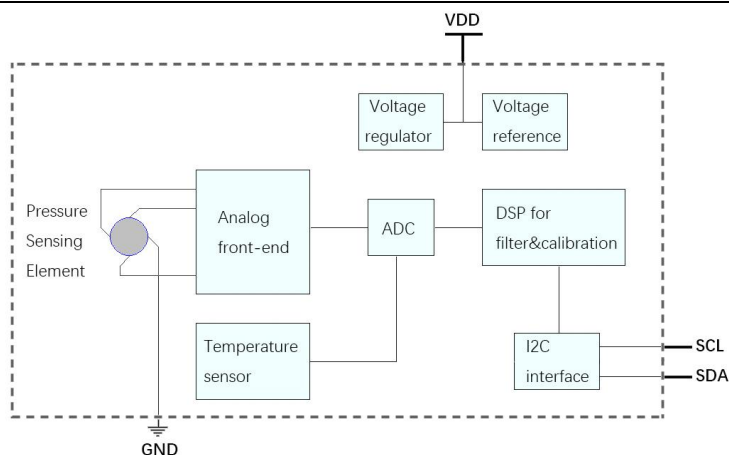 VDD
Voltage
regulator
Voltage
reference
Pressure
Sensing
Element
Analog
front-end
ADC
DSP for
filter&calibration
Temperature
sensor
I2C
interface
SCL
SDA
GND